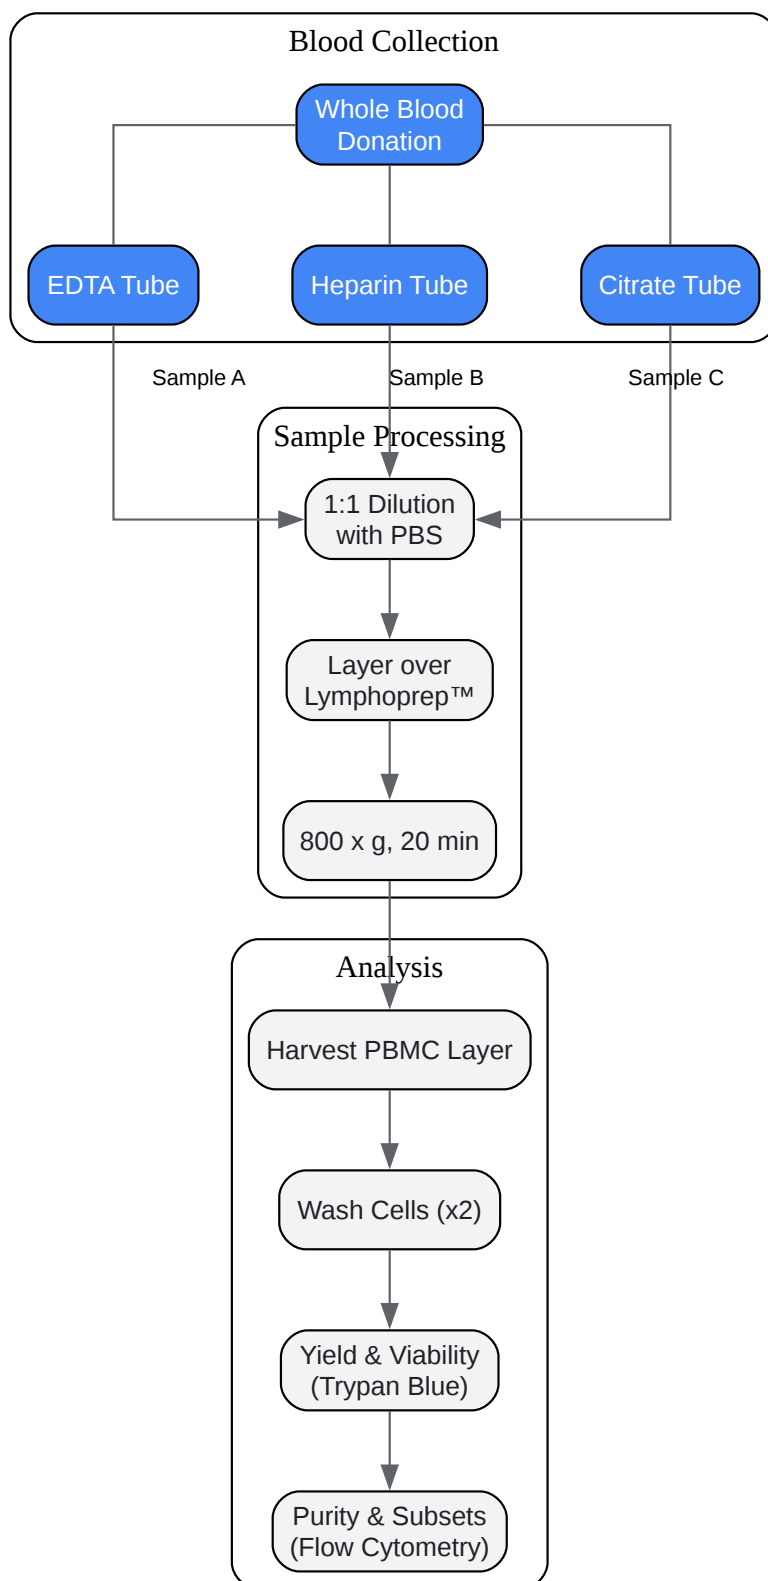 Blood Collection
Whole Blood
Donation
EDTA Tube
Heparin Tube
Citrate Tube
Sample A
Sample B
Sample C
Sample Processing
1:1 Dilution
with PBS
Layer over
Lymphoprep™
800 x g, 20 min
Analysis
Harvest PBMC Layer
Wash Cells (x2)
Yield & Viability
(Trypan Blue)
Purity & Subsets
(Flow Cytometry)